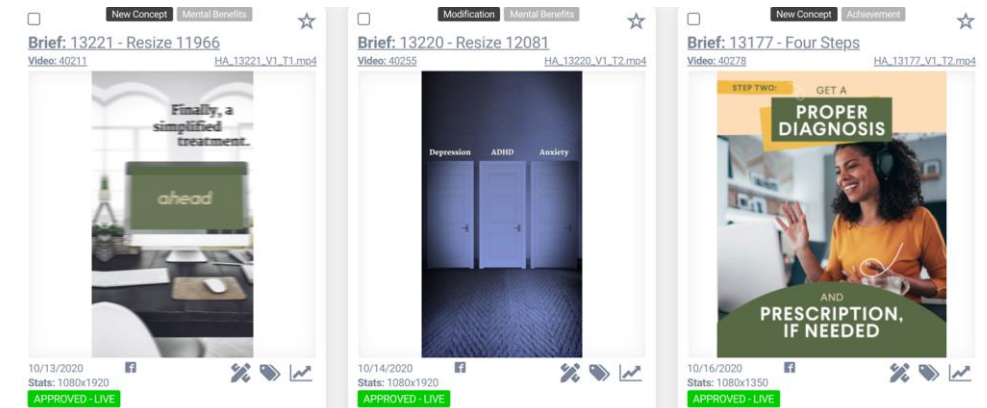 New Concept Mental Benefits
Brief: 13221 - Resize 11966
Video: 40211 HA_13221_V1_T1.mp4
Finally, a
simplified
treatment.
ahead
10/13/2020
Stats: 1080x1920
APPROVED - LIVE
Modification Mental Benefits
Brief: 13220 - Resize 12081
Video: 40255 HA_13220_V1_T2.mp4
Depression ADHD Anxiety
10/14/2020
Stats: 1080x1920
APPROVED - LIVE
New Concept Achievement
Brief: 13177 - Four Steps
Video: 40278 HA_13177_V1_T2.mp4
STEP TWO:
GET A
PROPER
DIAGNOSIS
AND
PRESCRIPTION,
IF NEEDED
10/16/2020
Stats: 1080x1350
APPROVED - LIVE